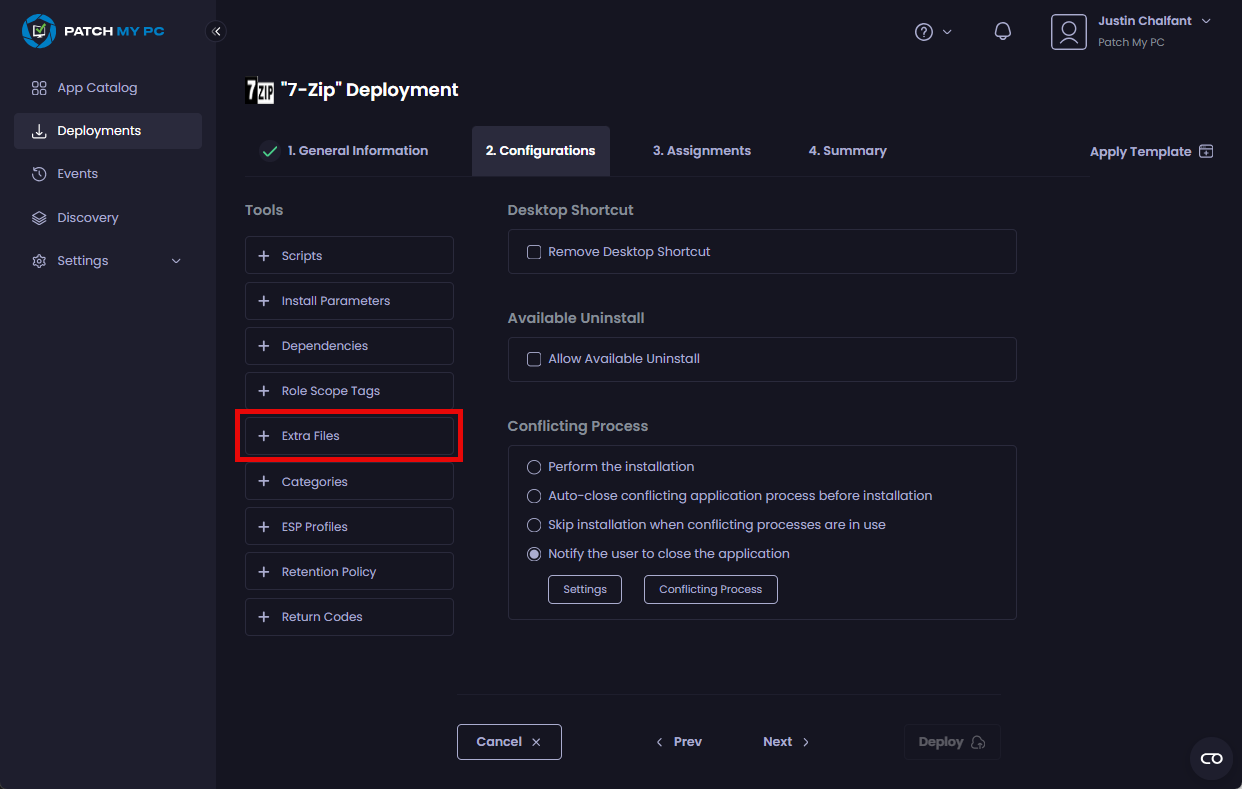 PATCH MY PC
Justin Chalfant
Patch My PC
App Catalog
Deployments
Events
Discovery
Settings
7ZIP "7-Zip" Deployment
1. General Information
2. Configurations
3. Assignments
4. Summary
Apply Template
Tools
Scripts
Install Parameters
Dependencies
Role Scope Tags
Extra Files
Categories
ESP Profiles
Retention Policy
Return Codes
Desktop Shortcut
Remove Desktop Shortcut
Available Uninstall
Allow Available Uninstall
Conflicting Process
Perform the installation
Auto-close conflicting application process before installation
Skip installation when conflicting processes are in use
Notify the user to close the application
Settings
Conflicting Process
Cancel
Prev
Next
Deploy